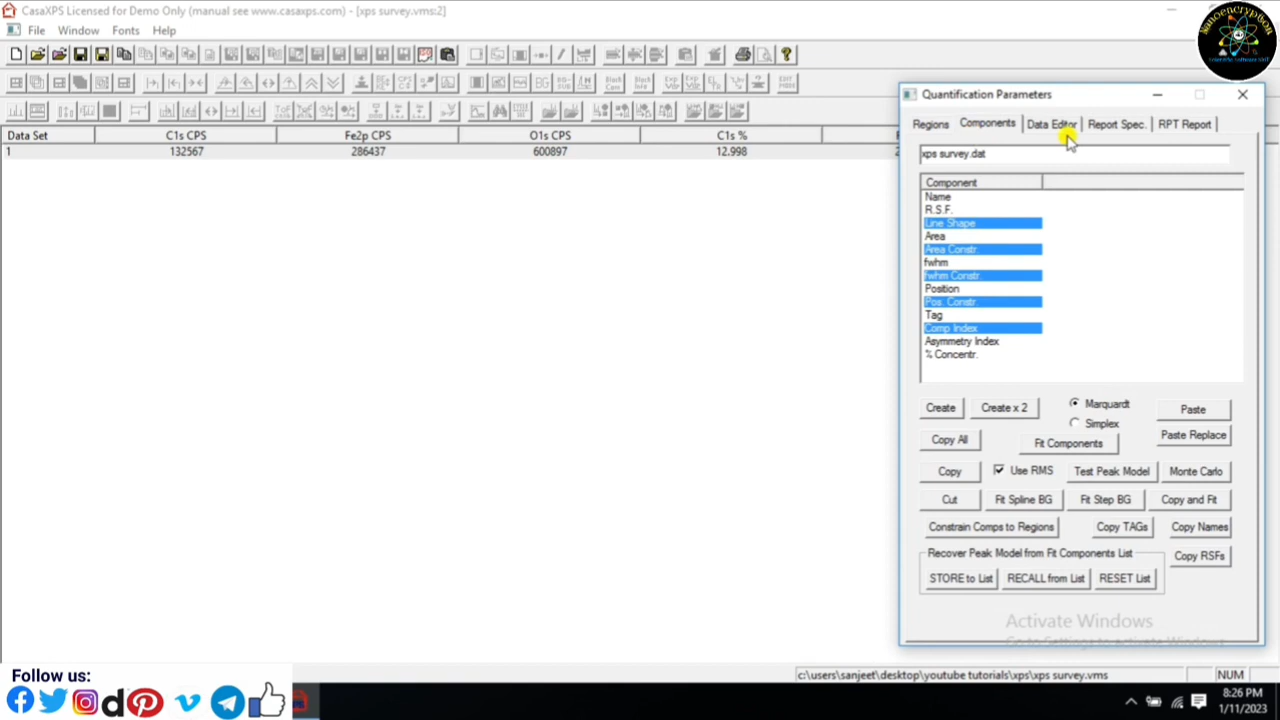 CasaXPS Licensed for Demo Only (manual see www.casaxps.com) - [xps survey.vms:2]
File Window Fonts Help
Nanoencryption
Data Set C1s CPS Fe2p CPS O1s CPS C1s %
1 132567 286437 600897 12.998
Quantification Parameters
Regions Components Data Editor Report Spec. RPT Report
xps survey.dat
Component
Name
R.S.F.
Line Shape
Area
Area Constr.
fwhm
fwhm Constr.
Position
Pos. Constr.
Tag
Comp Index
Asymmetry Index
% Concentr.
Create Create x 2 Marquardt Paste
Simplex
Copy All Fit Components Paste Replace
Copy Use RMS Test Peak Model Monte Carlo
Cut Fit Spline BG Fit Step BG Copy and Fit
Constrain Comps to Regions Copy TAGs Copy Names
Recover Peak Model from Fit Components List Copy RSFs
STORE to List RECALL from List RESET List
Activate Windows
Go to Settings to activate Windows.
Follow us:
c:\users\sanjeet\desktop\youtube tutorials\xps\xps survey.vms NUM
8:26 PM
1/11/2023